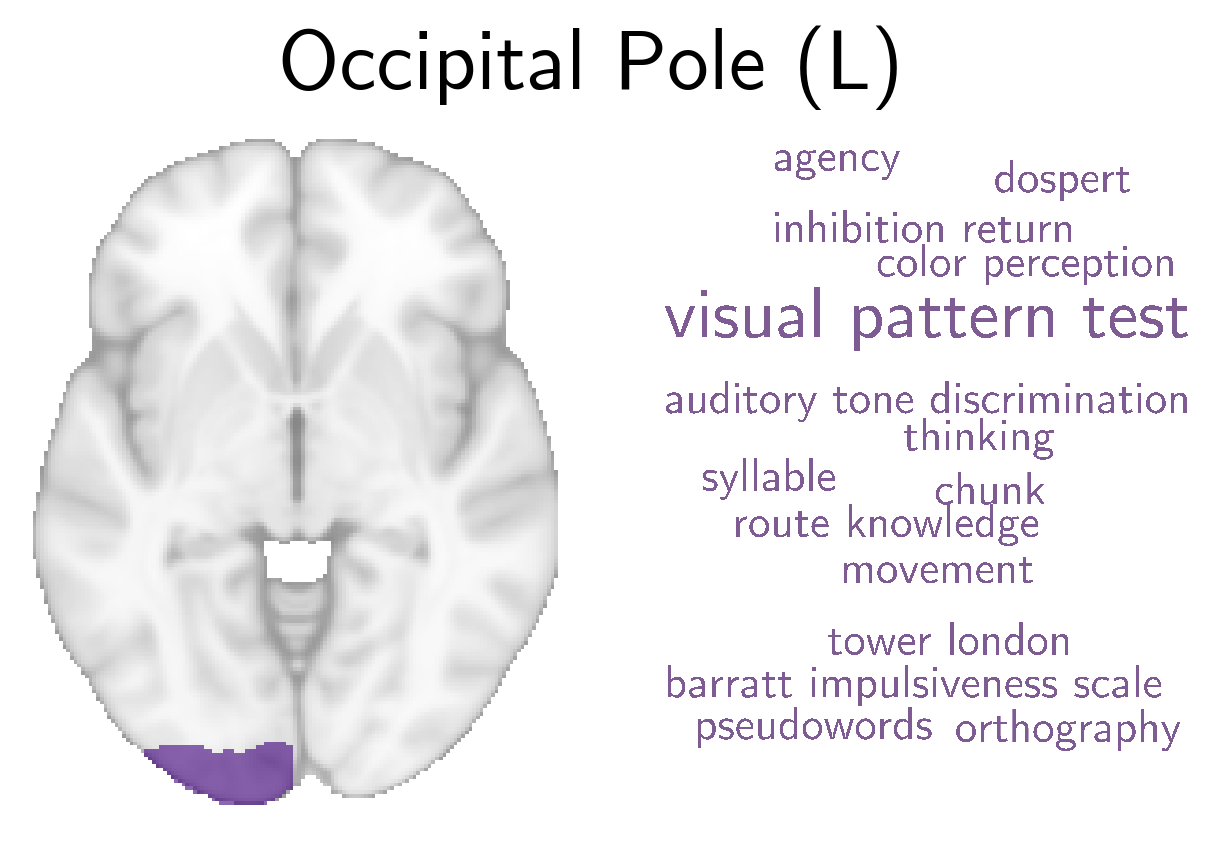 Occipital Pole (L)
agency
dospert
inhibition return
color perception
visual pattern test
auditory tone discrimination
thinking
syllable
chunk
route knowledge
movement
tower london
barratt impulsiveness scale
pseudowords orthography